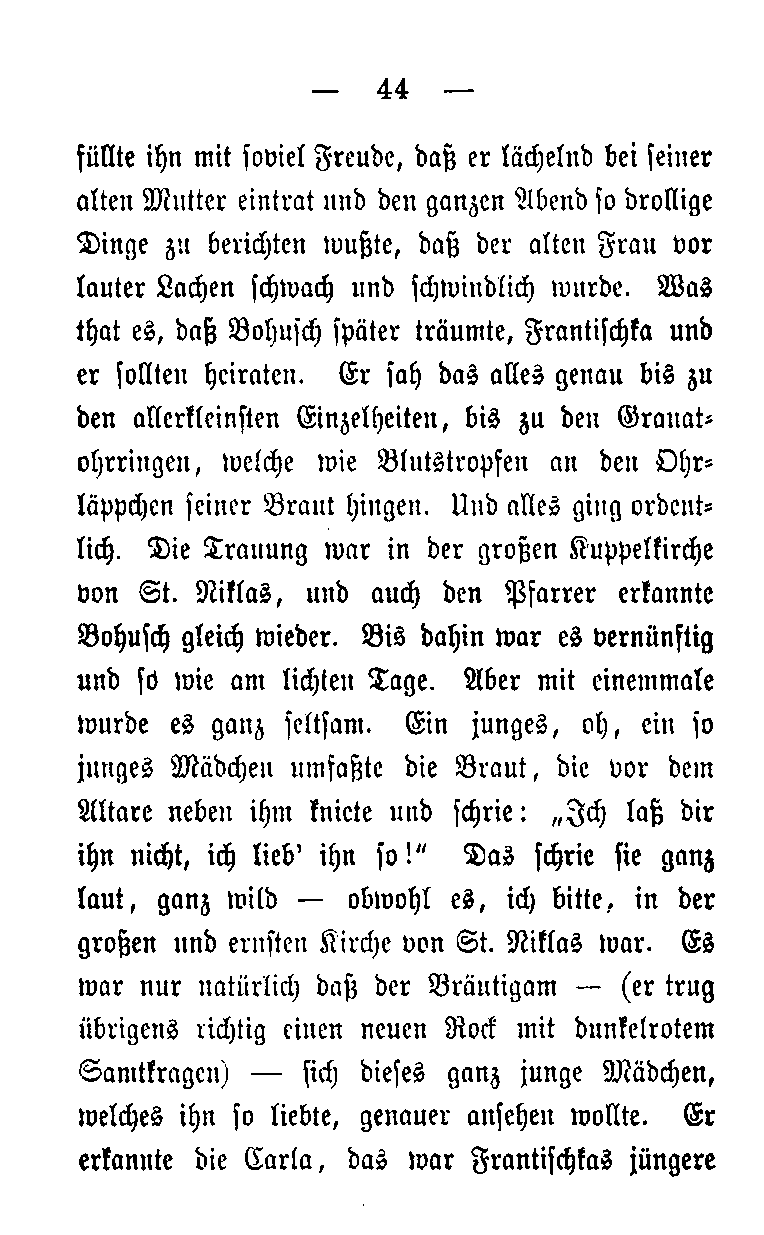 — 44 —
füllte ihn mit soviel Freude, daß er lächelnd bei seiner
alten Mutter eintrat und den ganzen Abend so drollige
Dinge zu berichten wußte, daß der alten Frau vor
lauter Lachen schwach und schwindlich wurde. Was
that es, daß Bohusch später träumte, Frantischka und
er sollten heiraten. Er sah das alles genau bis zu
den allerkleinsten Einzelheiten, bis zu den Granat-
ohrringen, welche wie Blutstropfen an den Ohr-
läppchen seiner Braut hingen. Und alles ging ordent-
lich. Die Trauung war in der großen Kuppelkirche
von St. Niklas, und auch den Pfarrer erkannte
Bohusch gleich wieder. Bis dahin war es vernünftig
und so wie am lichten Tage. Aber mit einemmale
wurde es ganz seltsam. Ein junges, oh, ein so
junges Mädchen umfaßte die Braut, die vor dem
Altare neben ihm kniete und schrie: „Ich laß dir
ihn nicht, ich lieb' ihn so!“ Das schrie sie ganz
laut, ganz wild — obwohl es, ich bitte, in der
großen und ernsten Kirche von St. Niklas war. Es
war nur natürlich daß der Bräutigam — (er trug
übrigens richtig einen neuen Rock mit dunkelrotem
Samtkragen) — sich dieses ganz junge Mädchen,
welches ihn so liebte, genauer ansehen wollte. Er
erkannte die Carla, das war Frantischkas jüngere